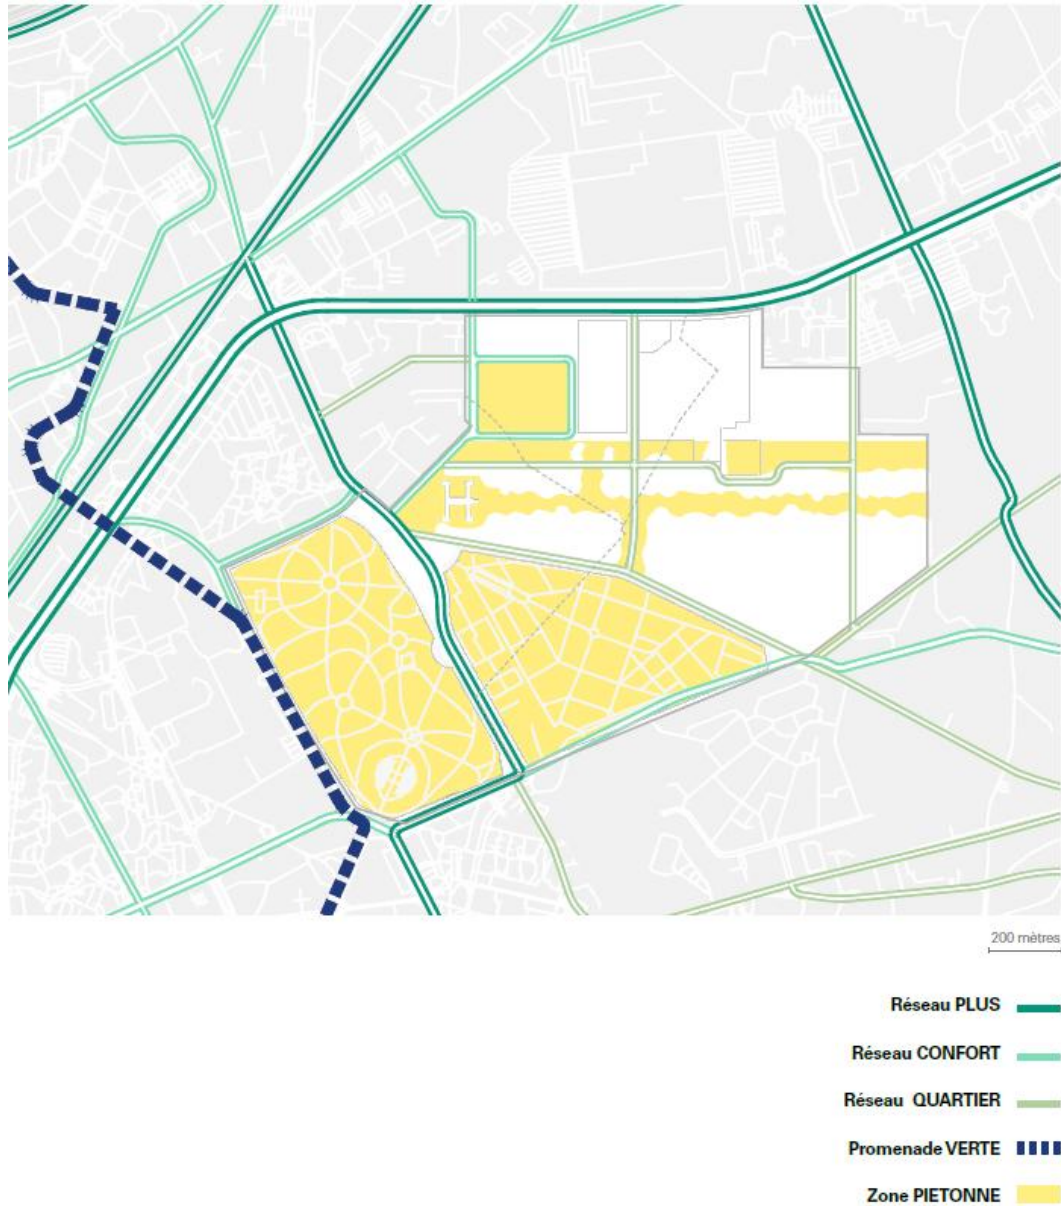 200 mètres
Réseau PLUS
Réseau CONFORT
Réseau QUARTIER
Promenade VERTE
Zone PIETONNE